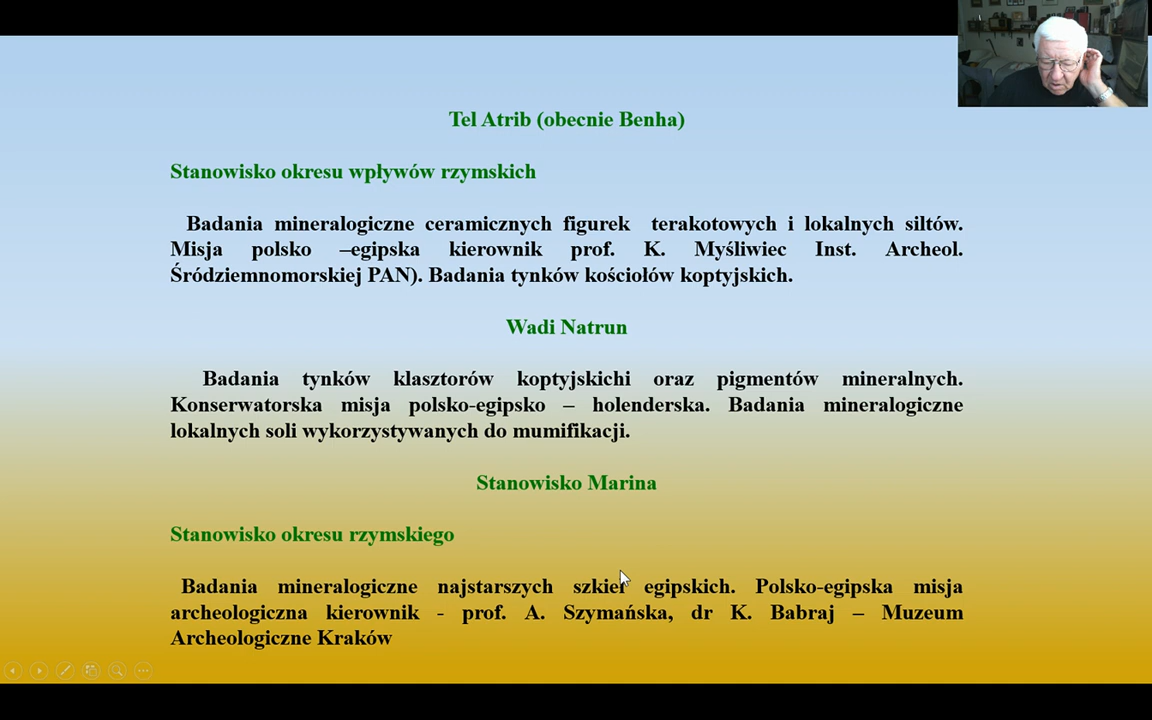 Tel Atrib (obecnie Benha)
Stanowisko okresu wpływów rzymskich
Badania mineralogiczne ceramicznych figurek terakotowych i lokalnych siltów.
Misja polsko –egipska kierownik prof. K. Myśliwiec Inst. Archeol.
Śródziemnomorskiej PAN). Badania tynków kościołów koptyjskich.
Wadi Natrun
Badania tynków klasztorów koptyjskichi oraz pigmentów mineralnych.
Konserwatorska misja polsko-egipsko – holenderska. Badania mineralogiczne
lokalnych soli wykorzystywanych do mumifikacji.
Stanowisko Marina
Stanowisko okresu rzymskiego
Badania mineralogiczne najstarszych szkieł egipskich. Polsko-egipska misja
archeologiczna kierownik - prof. A. Szymańska, dr K. Babraj – Muzeum
Archeologiczne Kraków